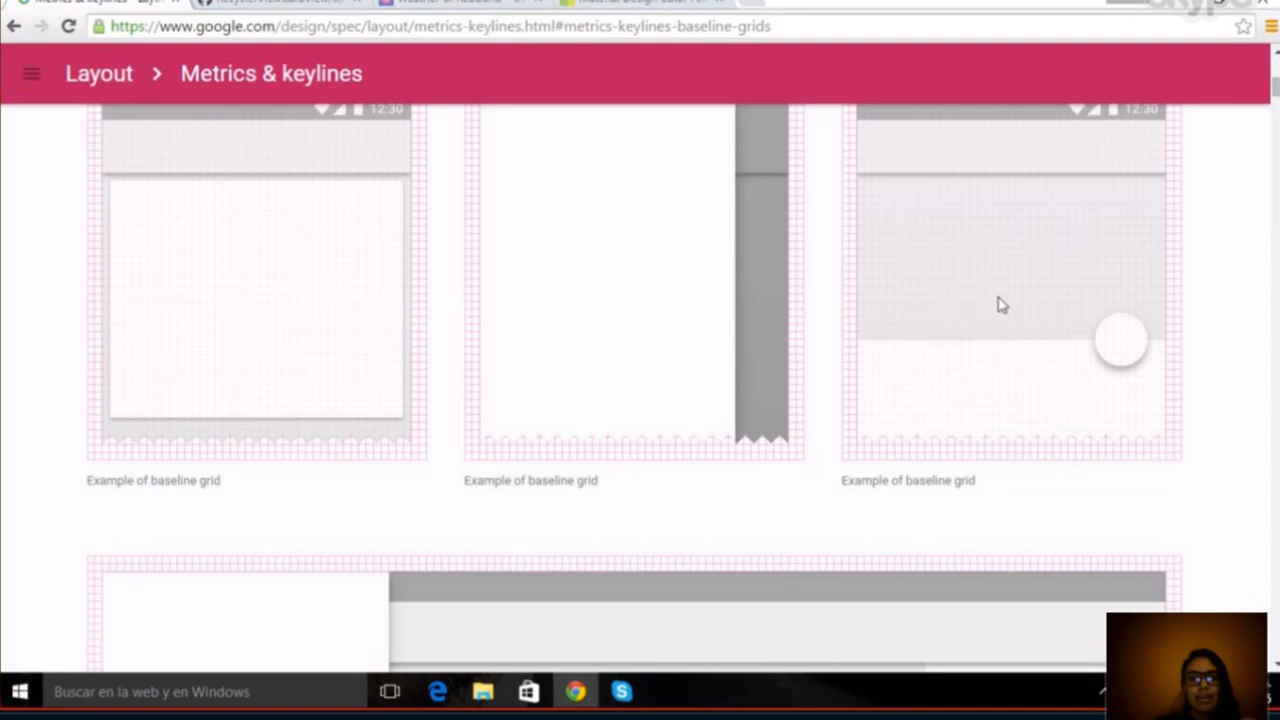 https://www.google.com/design/spec/layout/metrics-keylines.html#metrics-keylines-baseline-grids
Layout > Metrics & keylines
12:30
12:30
Example of baseline grid
Example of baseline grid
Example of baseline grid
Buscar en la web y en Windows